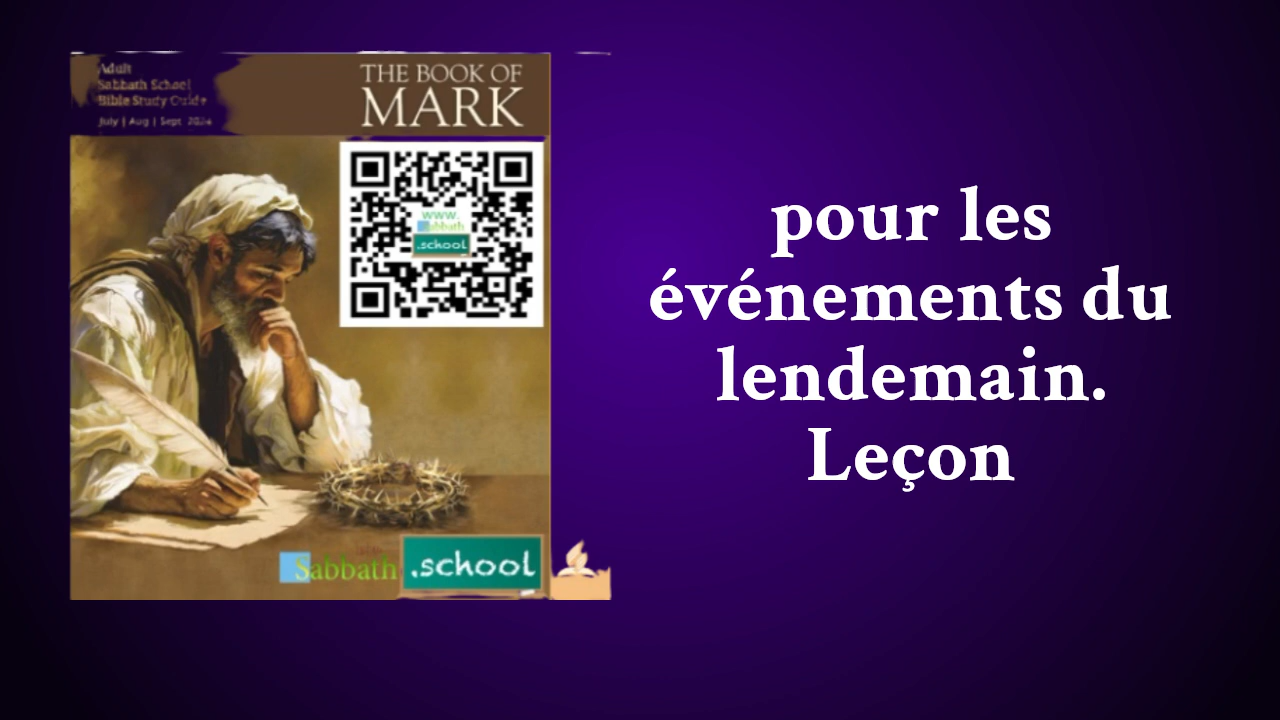 Adult
Sabbath School
Bible Study Guide
July | Aug | Sept 2024
THE BOOK OF
MARK
www.
Sabbath
.school
pour les
événements du
lendemain.
Leçon
Sabbath .school